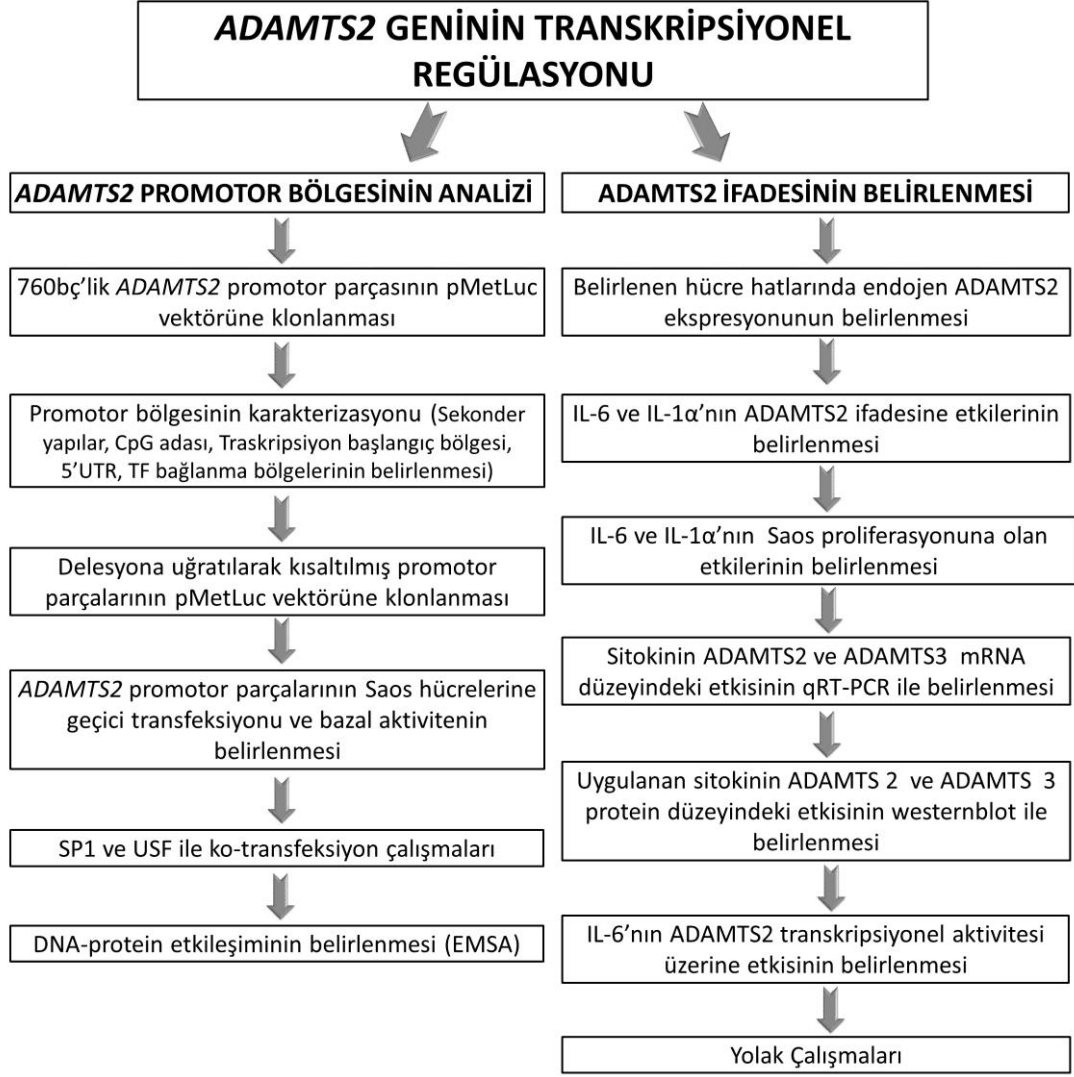 ADAMTS2 GENİNİN TRANSKRİPSİYONEL
REGÜLASYONU
ADAMTS2 PROMOTOR BÖLGESİNİN ANALİZİ
760bç'lik ADAMTS2 promotor parçasının pMetLuc
vektörüne klonlanması
Promotor bölgesinin karakterizasyonu (Sekonder
yapılar, CpG adası, Traskripsiyon başlangıç bölgesi,
5'UTR, TF bağlanma bölgelerinin belirlenmesi)
Delesyona uğratılarak kısaltılmış promotor
parçalarının pMetLuc vektörüne klonlanması
ADAMTS2 promotor parçalarının Saos hücrelerine
geçici transfeksiyonu ve bazal aktivitenin
belirlenmesi
SP1 ve USF ile ko-transfeksiyon çalışmaları
DNA-protein etkileşiminin belirlenmesi (EMSA)
ADAMTS2 İFADESİNİN BELİRLENMESİ
Belirlenen hücre hatlarında endojen ADAMTS2
ekspresyonunun belirlenmesi
IL-6 ve IL-1α'nın ADAMTS2 ifadesine etkilerinin
belirlenmesi
IL-6 ve IL-1α'nın Saos proliferasyonuna olan
etkilerinin belirlenmesi
Sitokinin ADAMTS2 ve ADAMTS3 mRNA
düzeyindeki etkisinin qRT-PCR ile belirlenmesi
Uygulanan sitokinin ADAMTS 2 ve ADAMTS 3
protein düzeyindeki etkisinin westernblot ile
belirlenmesi
IL-6'nın ADAMTS2 transkripsiyonel aktivitesi
üzerine etkisinin belirlenmesi
Yolak Çalışmaları